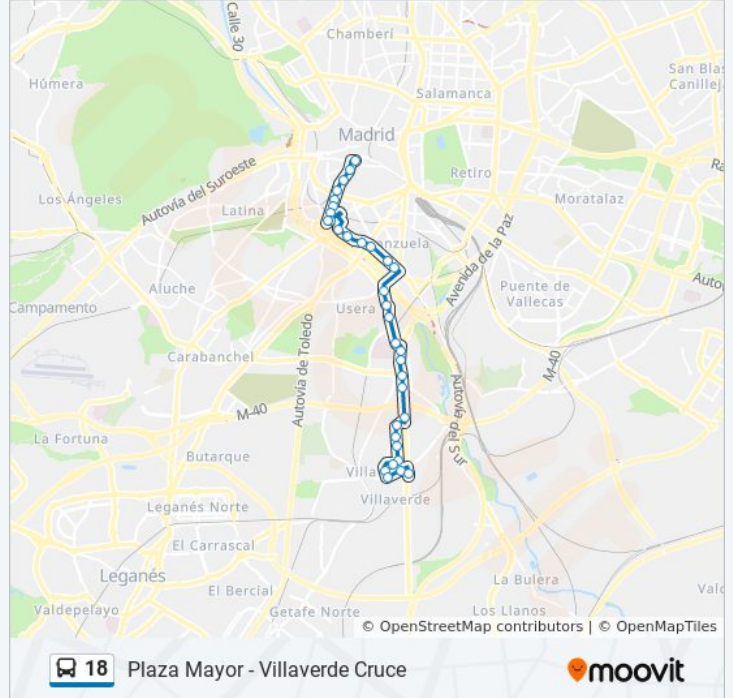 Calle 30
Chamberí
Húmera
San Blas
Canillej
Salamanca
Madrid
Autovía del Suroeste
Retiro
Los Ángeles
Moratalaz
Latina
anzuela
Avenida de la Paz
Aluche
Puente de
Vallecas
Auto
Campamento
Usera
Autovía de Toledo
Carabanchel
M-40
M-40
Autovía del Sur
La Fortuna
Butarque
Villa
Villaverde
Leganés Norte
El Carrascal
Leganés
La Bulera
El Bercial
Valdepelayo
Getafe Norte
Los Llanos
© OpenStreetMap contributors | © OpenMapTiles
18 Plaza Mayor - Villaverde Cruce
moovit